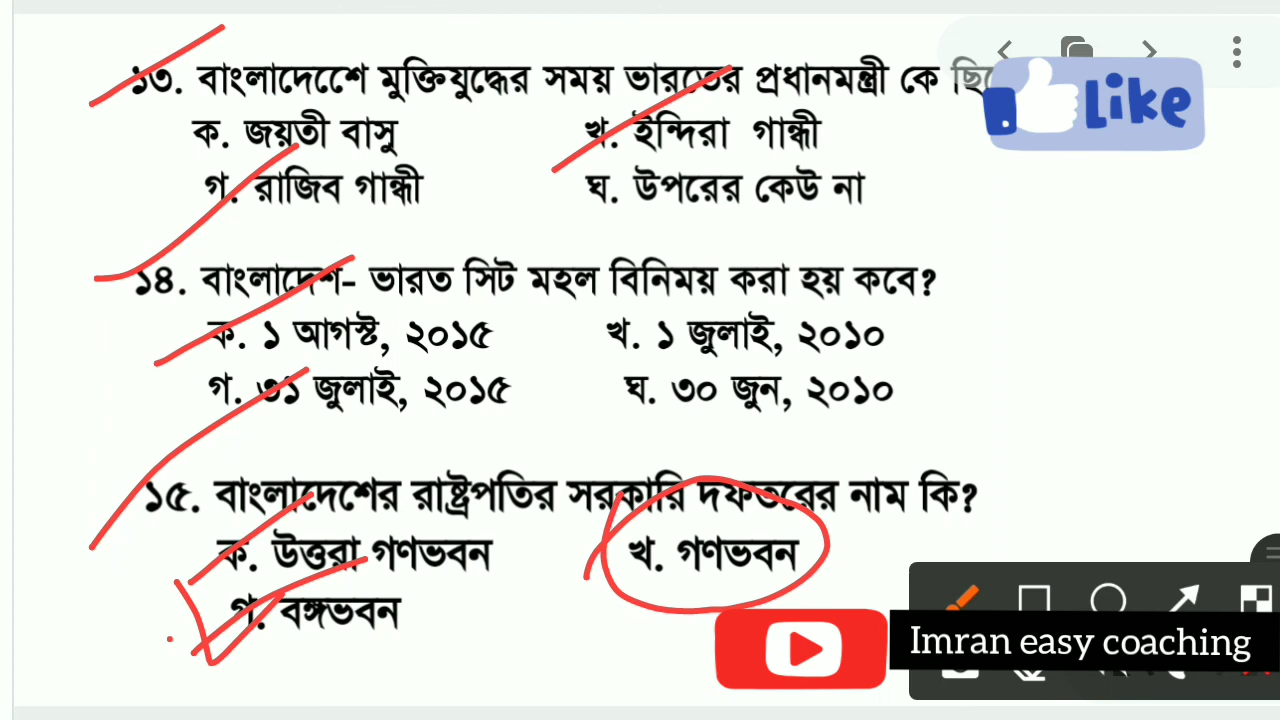 ১৩. বাংলাদেশে মুক্তিযুদ্ধের সময় ভারতের প্রধানমন্ত্রী কে
Like
ক. জয়তী বাসু খ. ইন্দিরা গান্ধী
গ. রাজিব গান্ধী ঘ. উপরের কেউ না
১৪. বাংলাদেশ- ভারত সিট মহল বিনিময় করা হয় কবে?
ক. ১ আগস্ট, ২০১৫ খ. ১ জুলাই, ২০১০
গ. ৩১ জুলাই, ২০১৫ ঘ. ৩০ জুন, ২০১০
১৫. বাংলাদেশের রাষ্ট্রপতির সরকারি দফতরের নাম কি?
ক. উত্তরা গণভবন খ. গণভবন
গ. বঙ্গভবন
Imran easy coaching